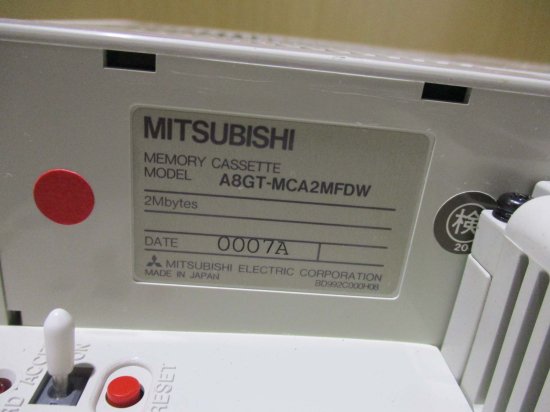 MITSUBISHI
MEMORY CASSETTE
MODEL A8GT-MCA2MFDW
2Mbytes
DATE 0007A
MITSUBISHI ELECTRIC CORPORATION
MADE IN JAPAN BD992C000H08
検
20
RESET